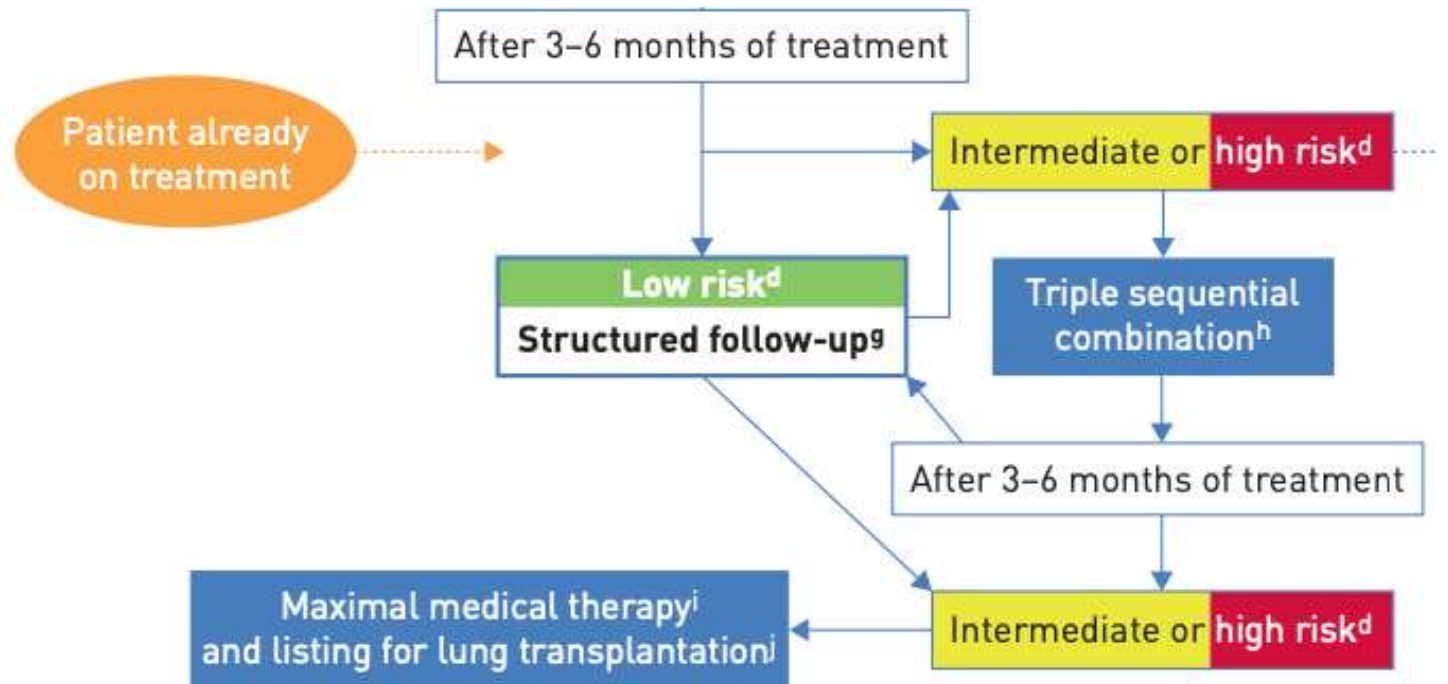 After 3–6 months of treatment
Patient already
on treatment
Intermediate or high riskᵈ
Low riskᵈ
Structured follow-upᵍ
Triple sequential
combinationʰ
After 3–6 months of treatment
Maximal medical therapyⁱ
and listing for lung transplantationʲ
Intermediate or high riskᵈ